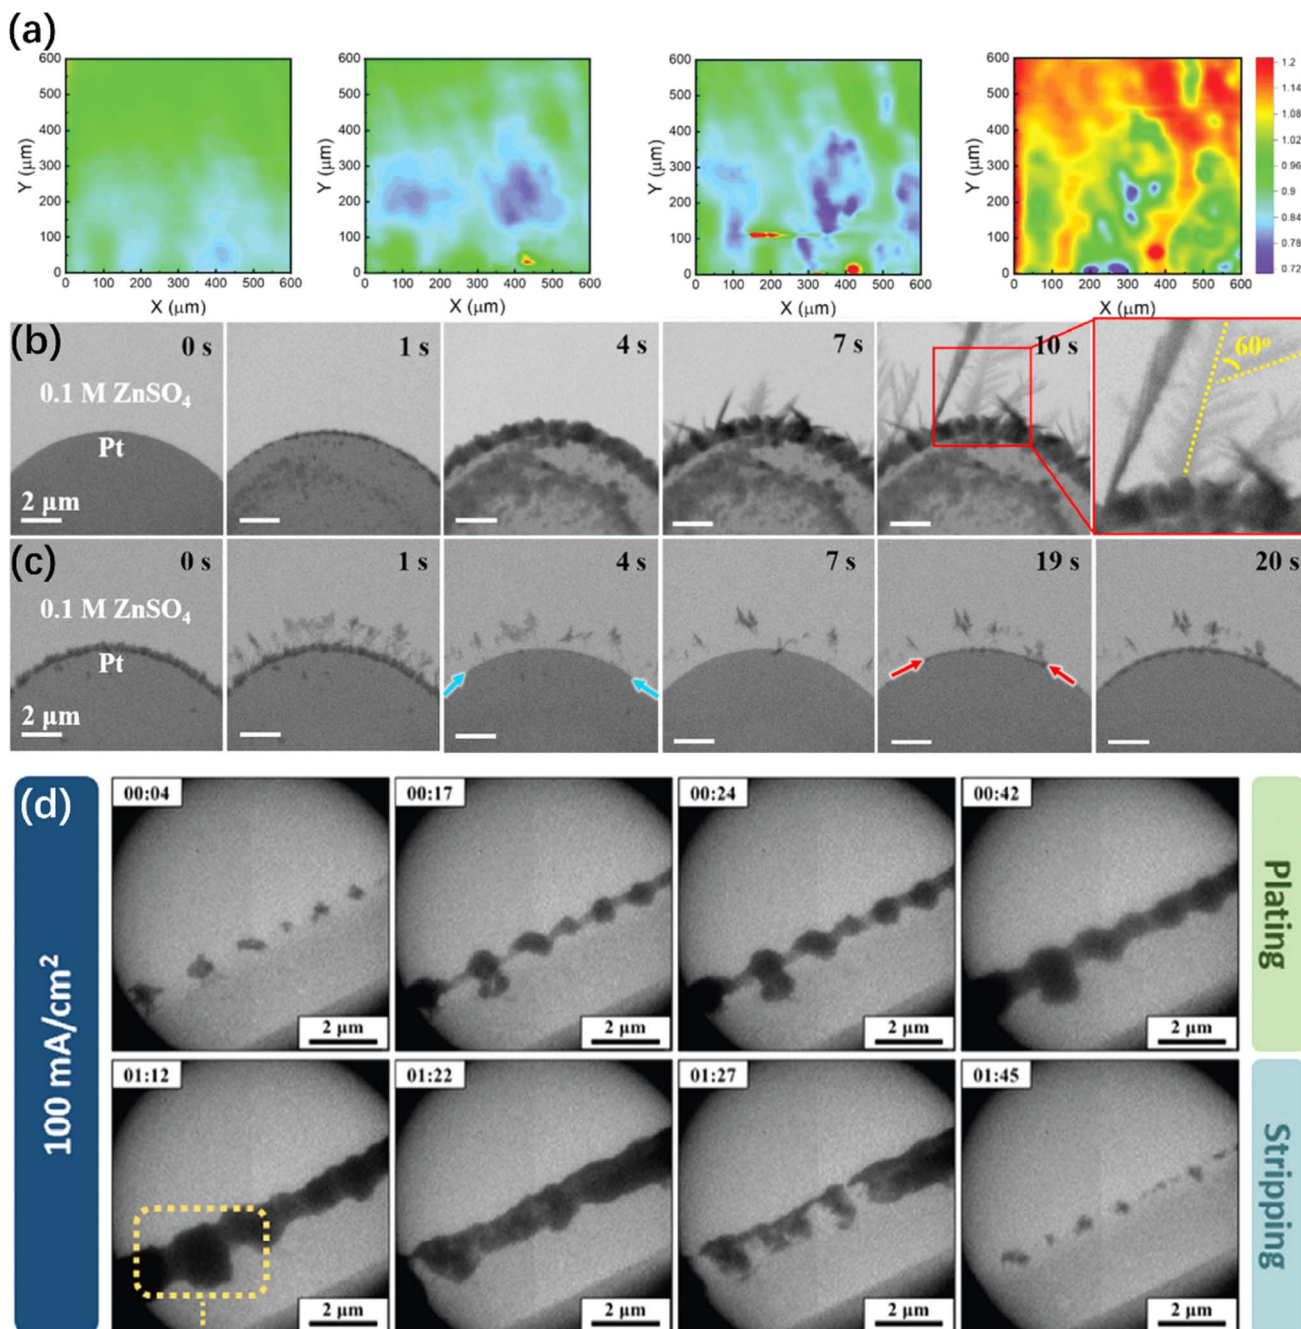 (a)
600
500
400
300
200
100
0
0 100 200 300 400 500 600
Y (μm)
X (μm)
600
500
400
300
200
100
0
0 100 200 300 400 500 600
Y (μm)
X (μm)
600
500
400
300
200
100
0
0 100 200 300 400 500 600
Y (μm)
X (μm)
600
500
400
300
200
100
0
0 100 200 300 400 500 600
Y (μm)
X (μm)
1.2
1.14
1.08
1.02
0.96
0.9
0.84
0.78
0.72
(b)
0 s
1 s
4 s
7 s
10 s
60°
0.1 M ZnSO₄
Pt
2 μm
(c)
0 s
1 s
4 s
7 s
19 s
20 s
0.1 M ZnSO₄
Pt
2 μm
(d)
100 mA/cm²
00:04
00:17
00:24
00:42
2 μm
2 μm
2 μm
2 μm
Plating
01:12
01:22
01:27
01:45
2 μm
2 μm
2 μm
2 μm
Stripping